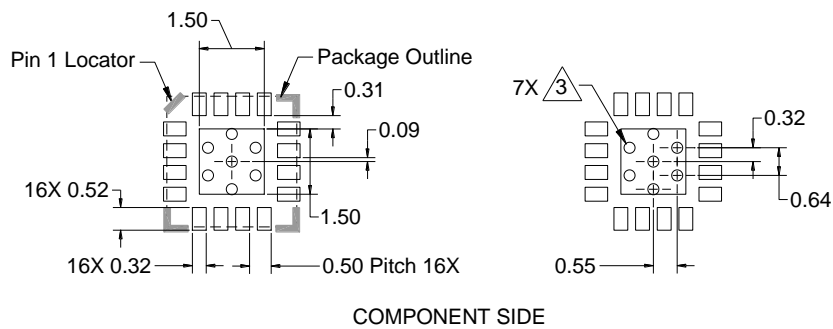 1.50
Pin 1 Locator
Package Outline
0.31
7X 3
0.32
0.09
16X 0.52
1.50
0.64
16X 0.32
0.50 Pitch 16X
0.55
COMPONENT SIDE